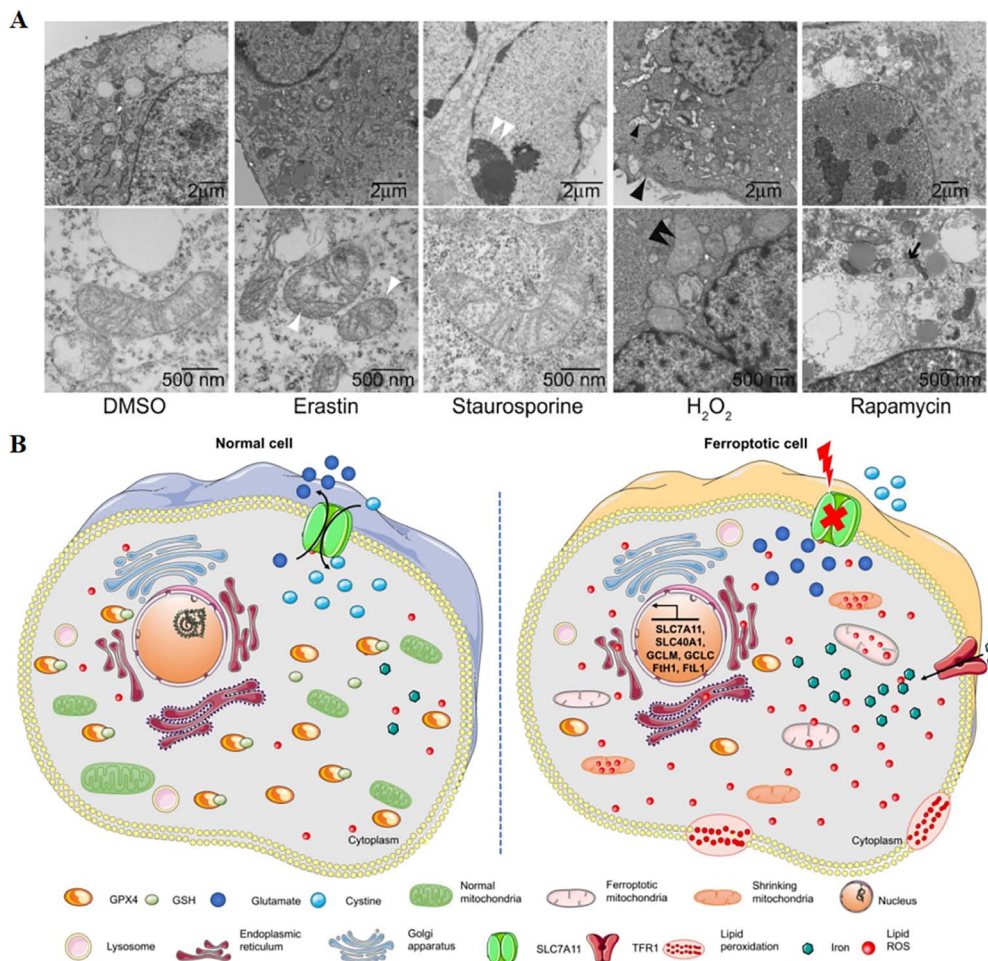 A
2μm
2μm
2μm
2μm
2μm
500 nm
500 nm
500 nm
500 nm
500 nm
DMSO
Erastin
Staurosporine
H₂O₂
Rapamycin
B
Normal cell
Ferroptotic cell
SLC7A11,
SLC40A1,
GCLM, GCLC
FtH1, FtL1
Cytoplasm
Cytoplasm
GPX4
GSH
Glutamate
Cystine
Normal
mitochondria
Ferroptotic
mitochondria
Shrinking
mitochondria
Nucleus
Lysosome
Endoplasmic
reticulum
Golgi
apparatus
SLC7A11
TFR1
Lipid
peroxidation
Iron
Lipid
ROS